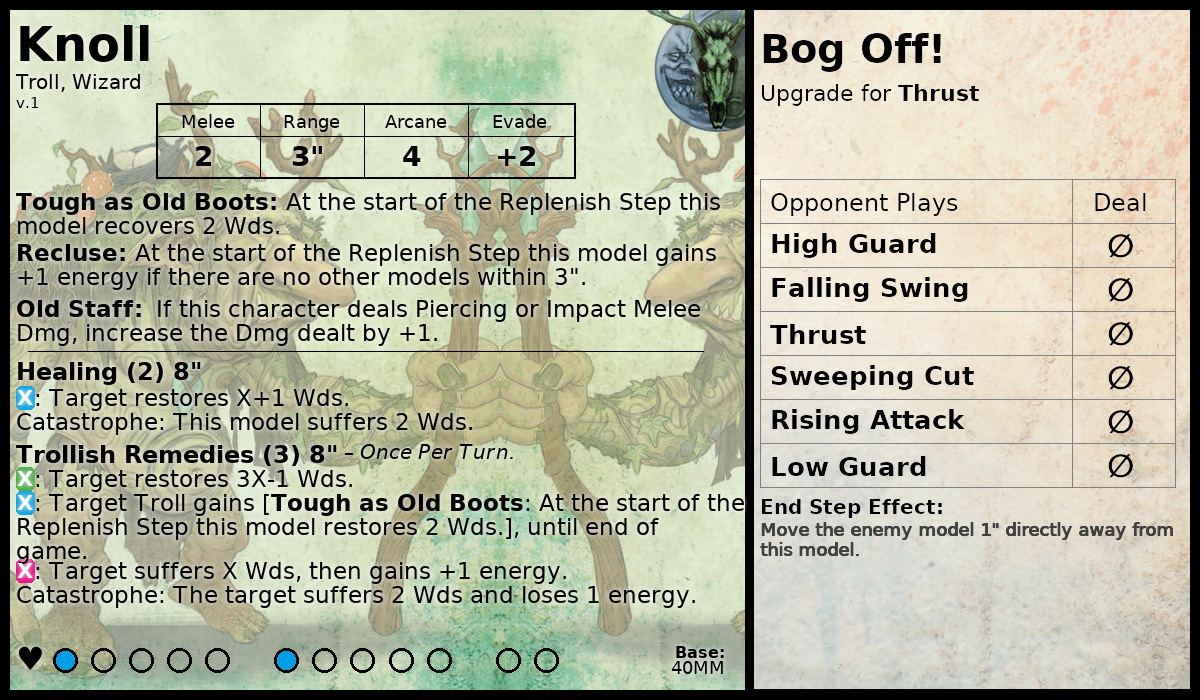 Knoll
Troll, Wizard
v.1
Melee Range Arcane Evade
2 3" 4 +2
Tough as Old Boots: At the start of the Replenish Step this
model recovers 2 Wds.
Recluse: At the start of the Replenish Step this model gains
+1 energy if there are no other models within 3".
Old Staff: If this character deals Piercing or Impact Melee
Dmg, increase the Dmg dealt by +1.
Healing (2) 8"
X: Target restores X+1 Wds.
Catastrophe: This model suffers 2 Wds.
Trollish Remedies (3) 8" – Once Per Turn.
X: Target restores 3X-1 Wds.
X: Target Troll gains [Tough as Old Boots: At the start of the
Replenish Step this model restores 2 Wds.], until end of
game.
X: Target suffers X Wds, then gains +1 energy.
Catastrophe: The target suffers 2 Wds and loses 1 energy.
Base:
40MM
Bog Off!
Upgrade for Thrust
Opponent Plays Deal
High Guard ∅
Falling Swing ∅
Thrust ∅
Sweeping Cut ∅
Rising Attack ∅
Low Guard ∅
End Step Effect:
Move the enemy model 1" directly away from
this model.